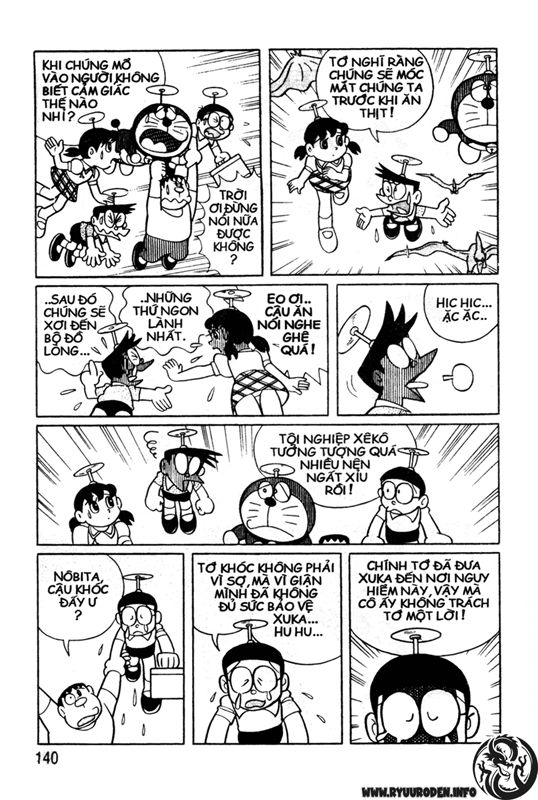 KHI CHÚNG MỔ
VÀO NGƯỜI KHÔNG
BIẾT CẢM GIÁC
THẾ NÀO
NHỈ?
TRỜI
ƠI ĐỪNG
NÓI NỮA
ĐƯỢC
KHÔNG
?
TỚ NGHĨ RẰNG
CHÚNG SẼ MÓC
MẮT CHÚNG TA
TRƯỚC KHI ĂN
THỊT!
..SAU ĐÓ
CHÚNG SẼ
XƠI ĐẾN
BỘ ĐỒ
LÒNG...
..NHỮNG
THỨ NGON
LÀNH
NHẤT.
EO ƠI..
CẬU ĂN
NÓI NGHE
GHÊ
QUÁ!
HIC HIC...
ẶC ẶC..
TỘI NGHIỆP XÊKÔ
TƯỞNG TƯỢNG QUÁ
NHIỀU NÊN
NGẤT XỈU
RỒI!
NÔBITA,
CẬU KHÓC
ĐẤY Ư
?
TỚ KHÓC KHÔNG PHẢI
VÌ SỢ, MÀ VÌ GIẬN
MÌNH ĐÃ KHÔNG
ĐỦ SỨC BẢO VỆ
XUKA...
HU HU...
CHÍNH TỚ ĐÃ ĐƯA
XUKA ĐẾN NƠI NGUY
HIỂM NÀY, VẬY MÀ
CÔ ẤY KHÔNG TRÁCH
TỚ MỘT LỜI!
140
WWW.RYUURODEN.INFO